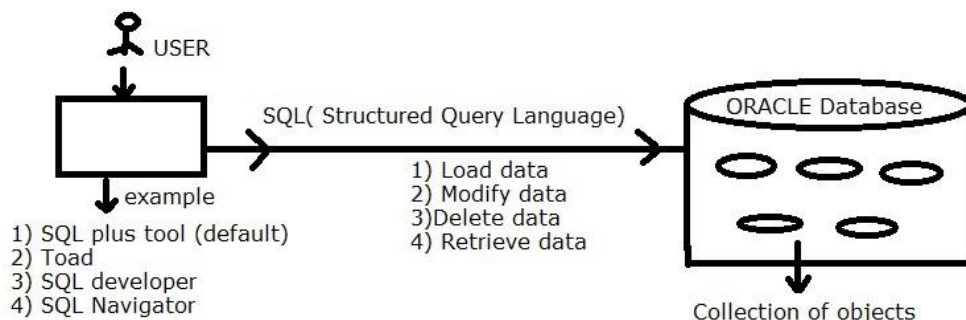 USER
SQL( Structured Query Language)
1) Load data
2) Modify data
3)Delete data
4) Retrieve data
example
1) SQL plus tool (default)
2) Toad
3) SQL developer
4) SQL Navigator
ORACLE Database
Collection of objects